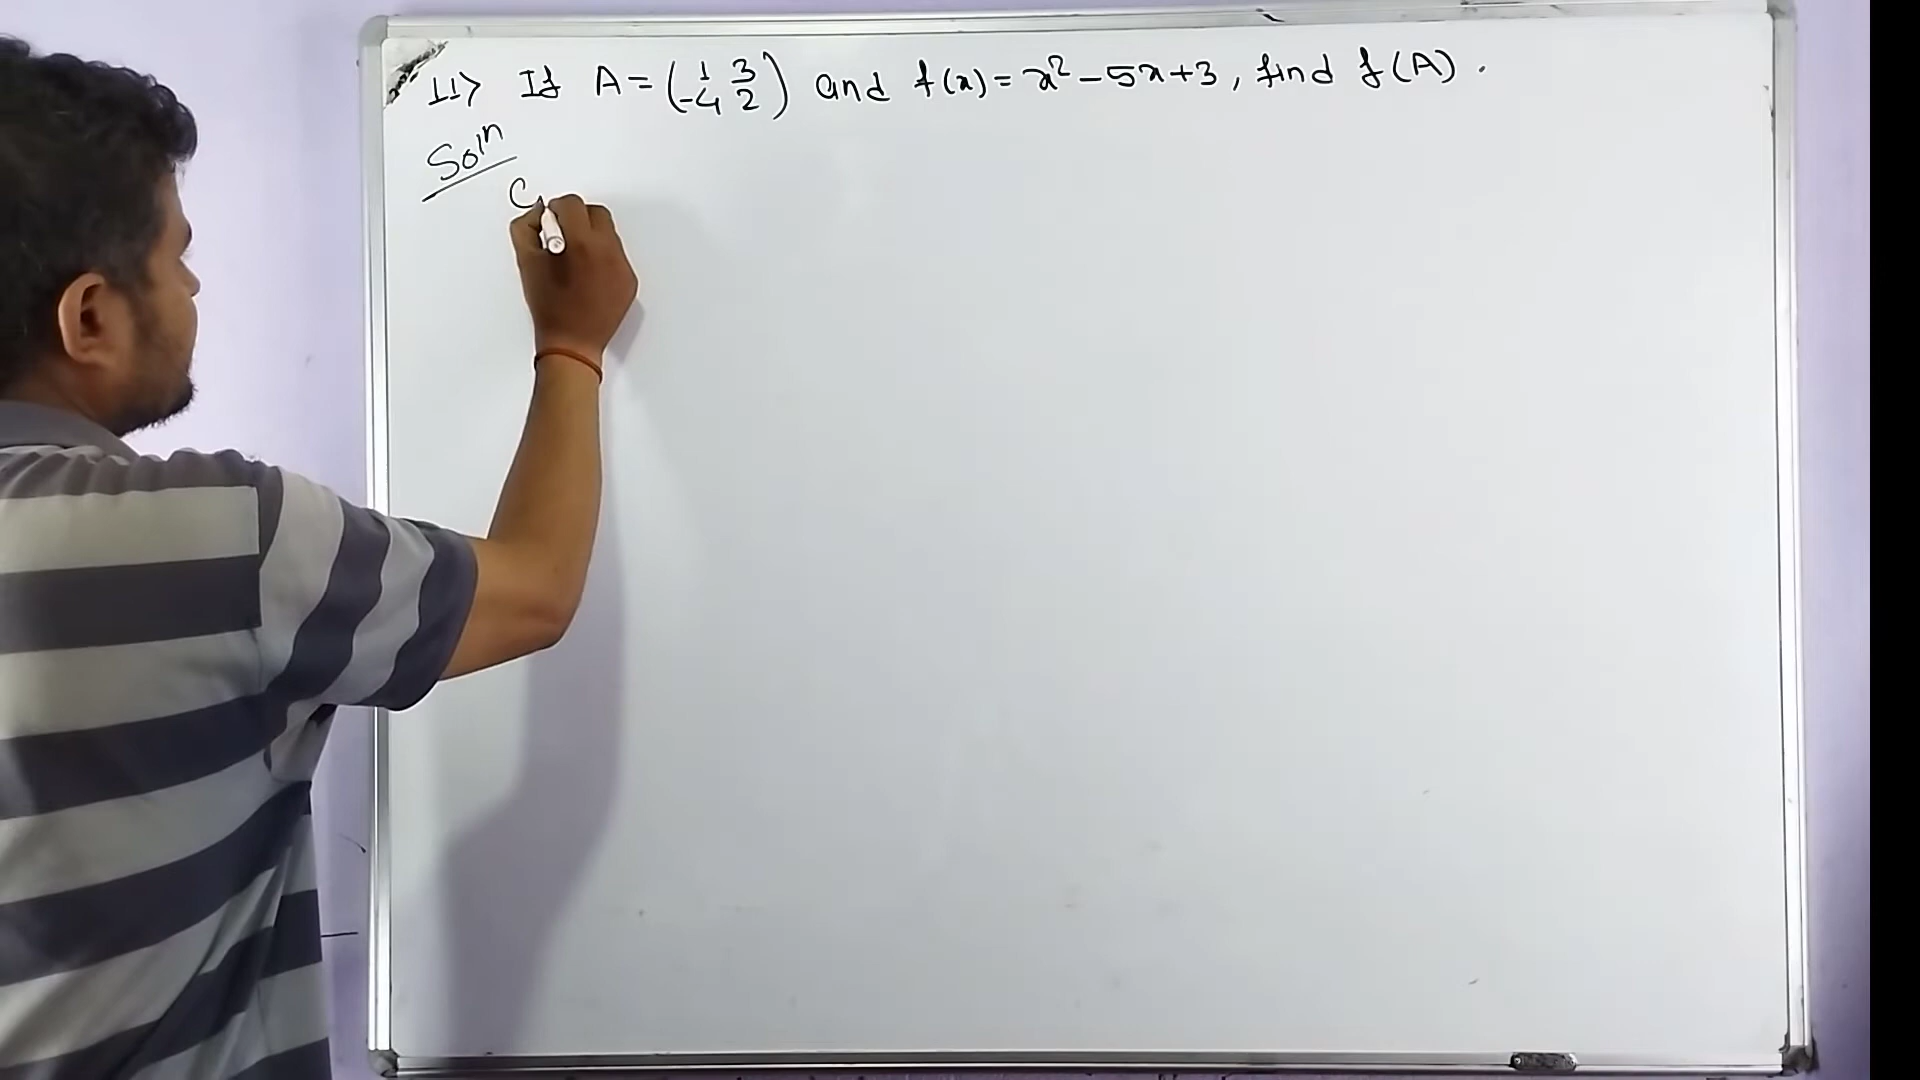 11> If A = ( 1 3 -4 2 ) and f(x) = x² - 5x + 3, find f(A).
Solⁿ